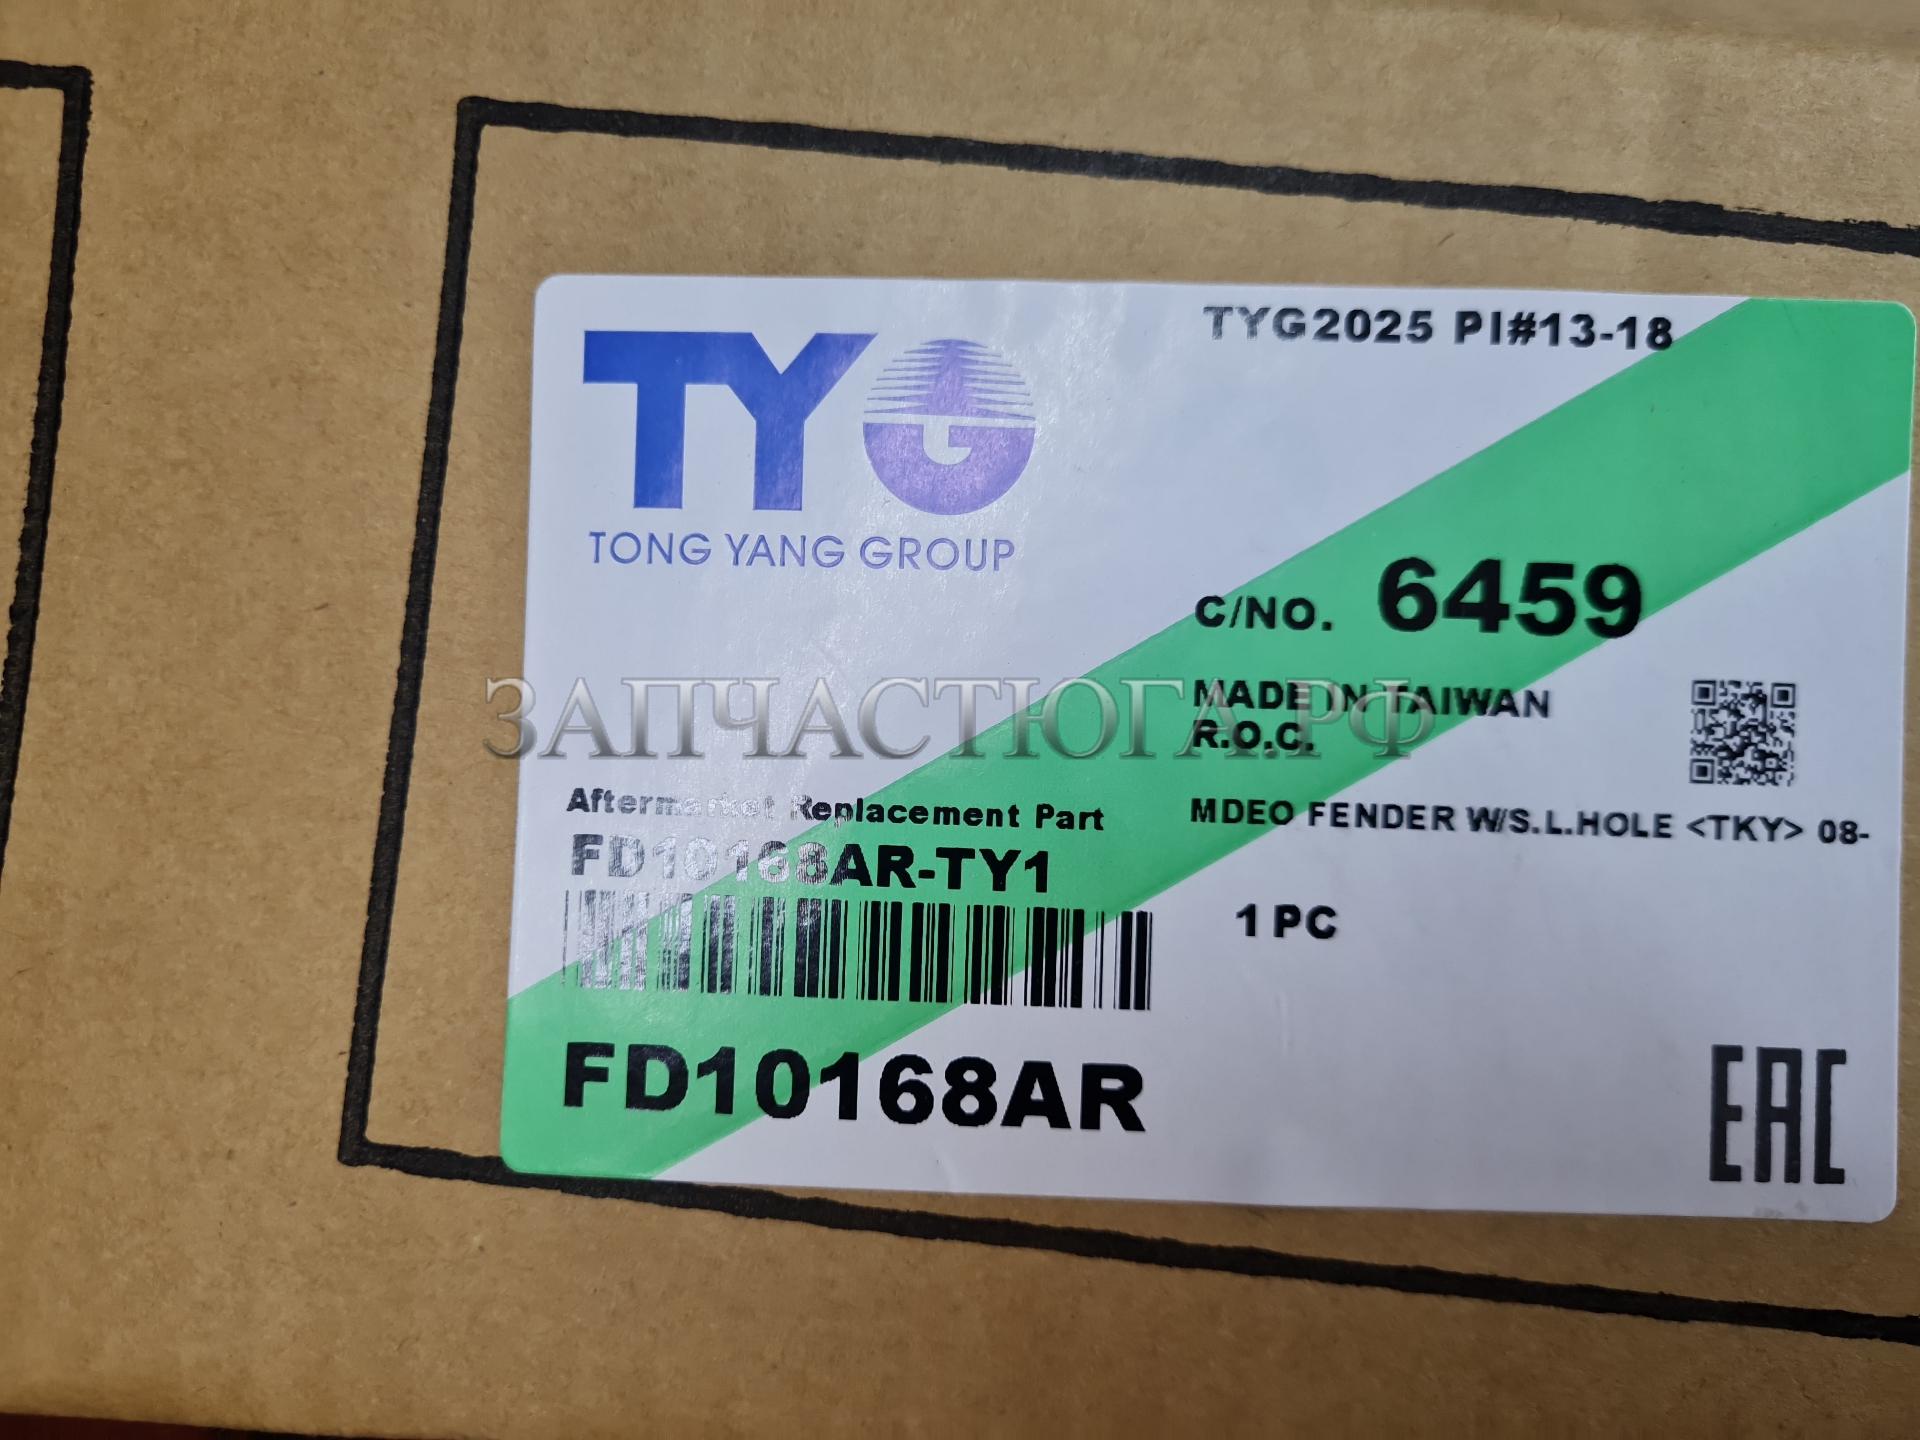 TYG2025 PI#13-18
TYG
TONG YANG GROUP
C/NO. 6459
ЗАПЧАСТЮГА.РФ
MADE IN TAIWAN
R.O.C.
Aftermarket Replacement Part
FD10168AR-TY1
MDEO FENDER W/S.L.HOLE <TKY> 08-
1 PC
FD10168AR
EAC